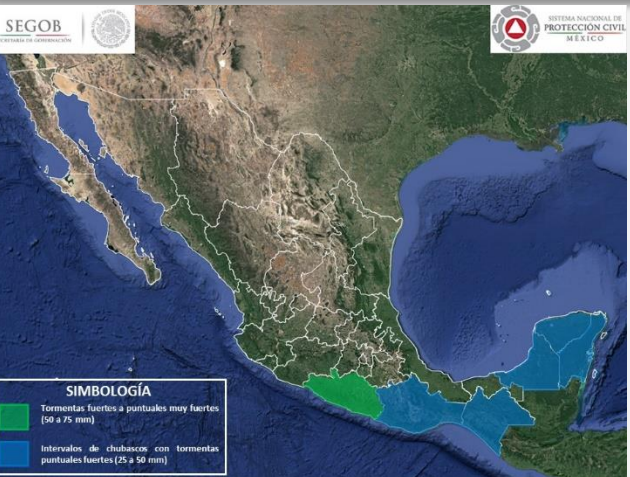 SEGOB
SECRETARÍA DE GOBERNACIÓN
SISTEMA NACIONAL DE
PROTECCIÓN CIVIL
MÉXICO
SIMBOLOGÍA
Tormentas fuertes a puntuales muy fuertes
(50 a 75 mm)
Intervalos de chubascos con tormentas
puntuales fuertes (25 a 50 mm)